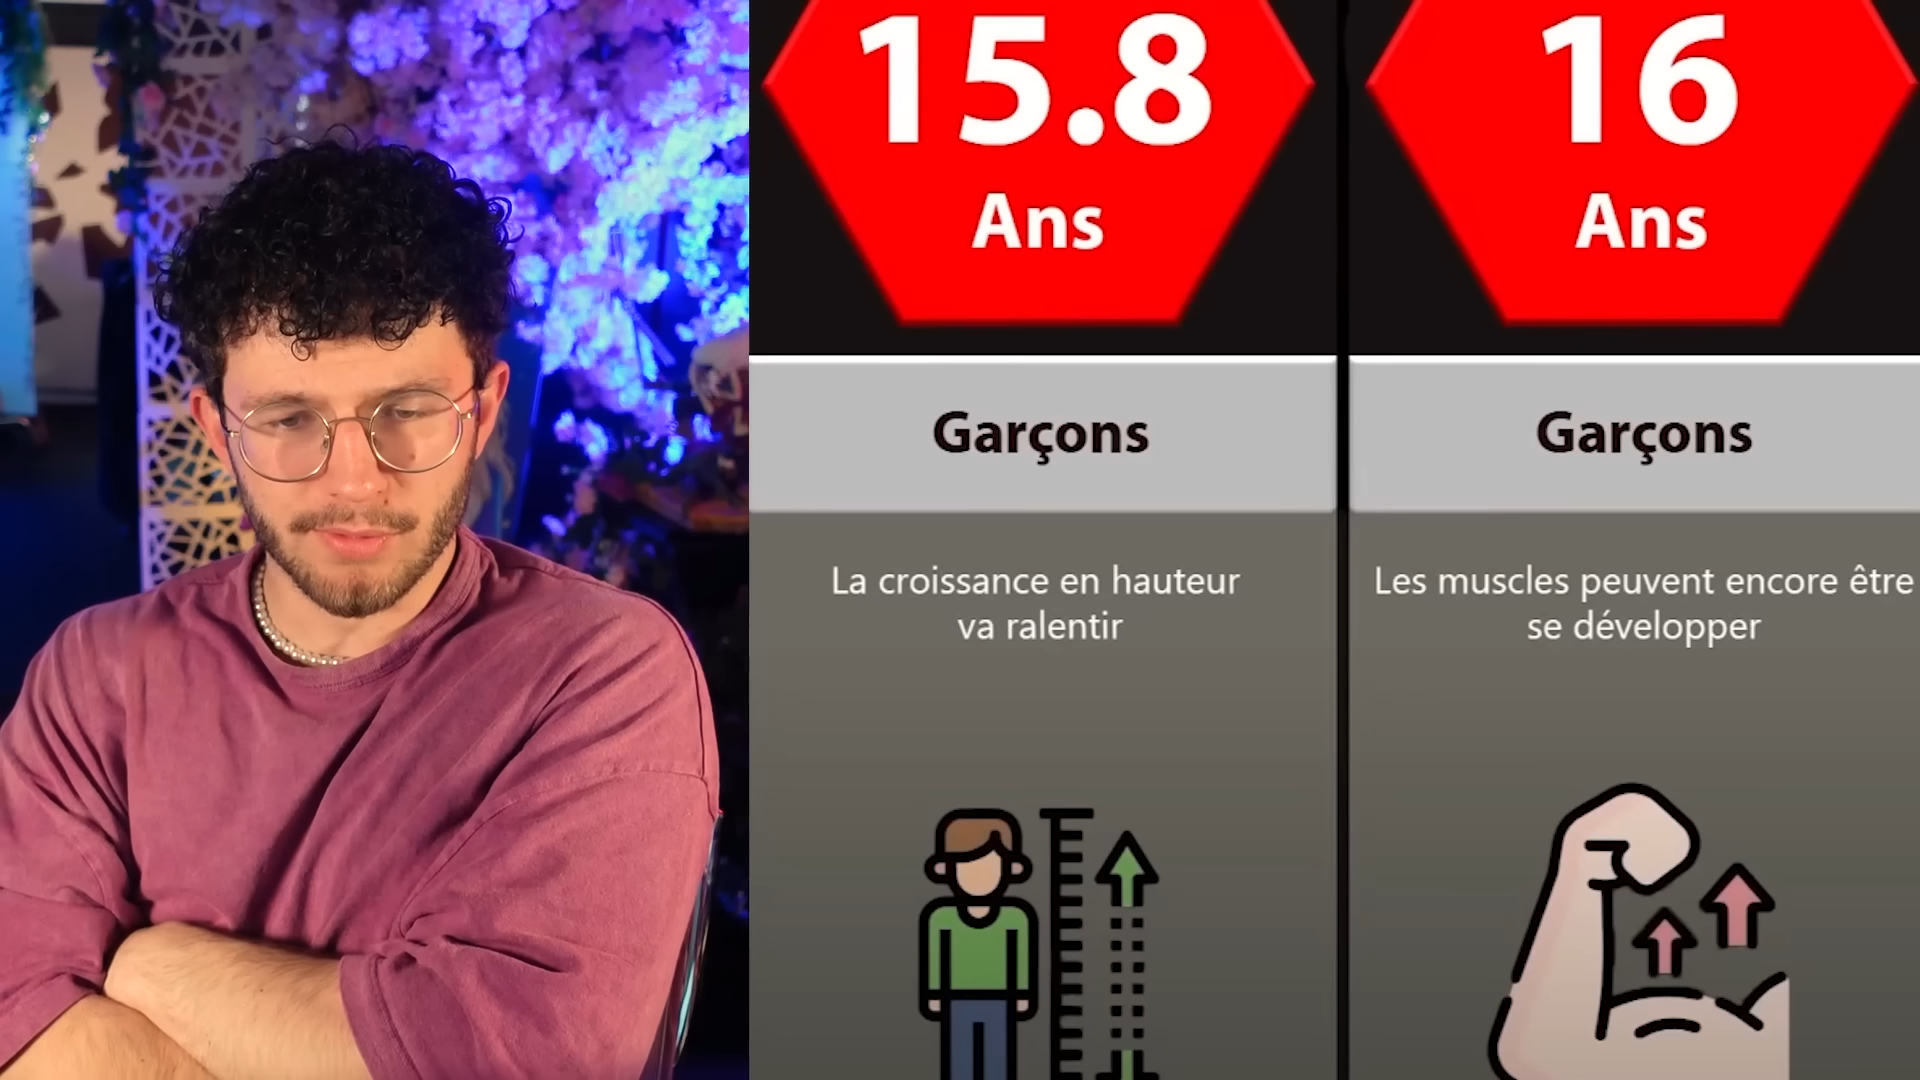 15.8
Ans
Garçons
La croissance en hauteur
va ralentir
16
Ans
Garçons
Les muscles peuvent encore être
se développer